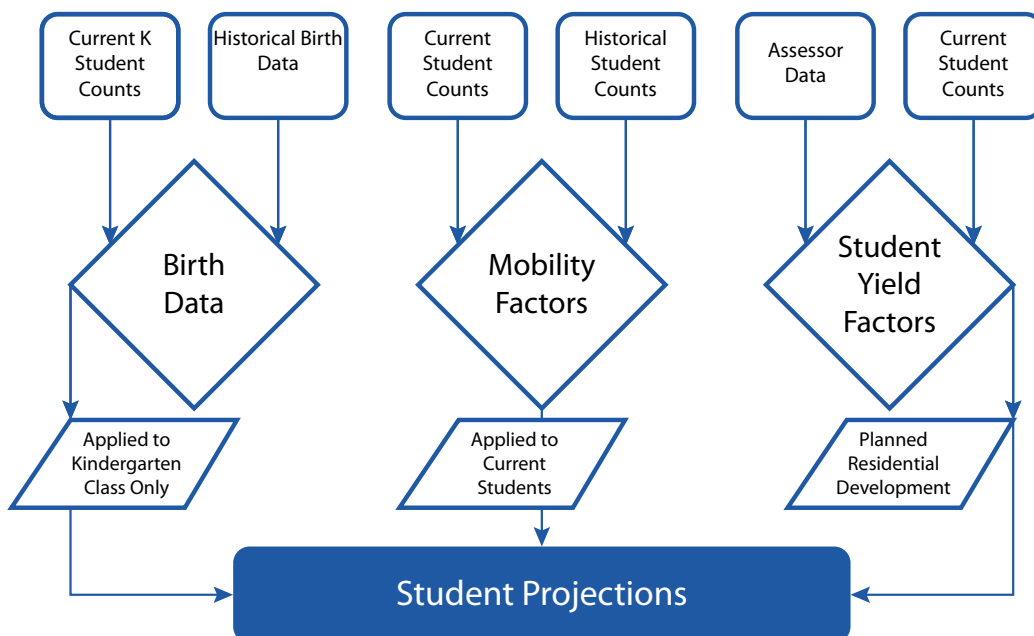 Current K
Student
Counts
Historical Birth
Data
Current
Student
Counts
Historical
Student
Counts
Assessor
Data
Current
Student
Counts
Birth
Data
Mobility
Factors
Student
Yield
Factors
Applied to
Kindergarten
Class Only
Applied to
Current
Students
Planned
Residential
Development
Student Projections